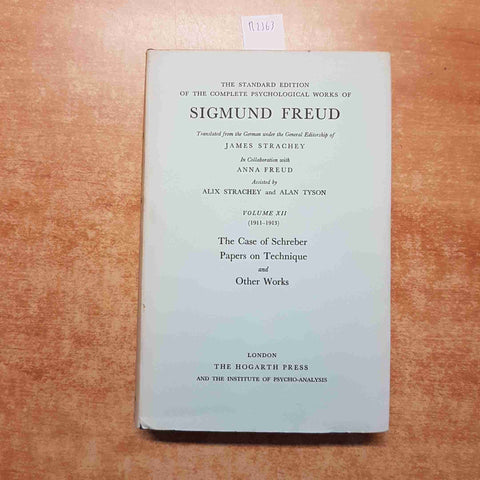 n2363
THE STANDARD EDITION
OF THE COMPLETE PSYCHOLOGICAL WORKS OF
SIGMUND FREUD
Translated from the German under the General Editorship of
JAMES STRACHEY
In Collaboration with
ANNA FREUD
Assisted by
ALIX STRACHEY and ALAN TYSON
VOLUME XII
(1911–1913)
The Case of Schreber
Papers on Technique
and
Other Works
LONDON
THE HOGARTH PRESS
AND THE INSTITUTE OF PSYCHO-ANALYSIS